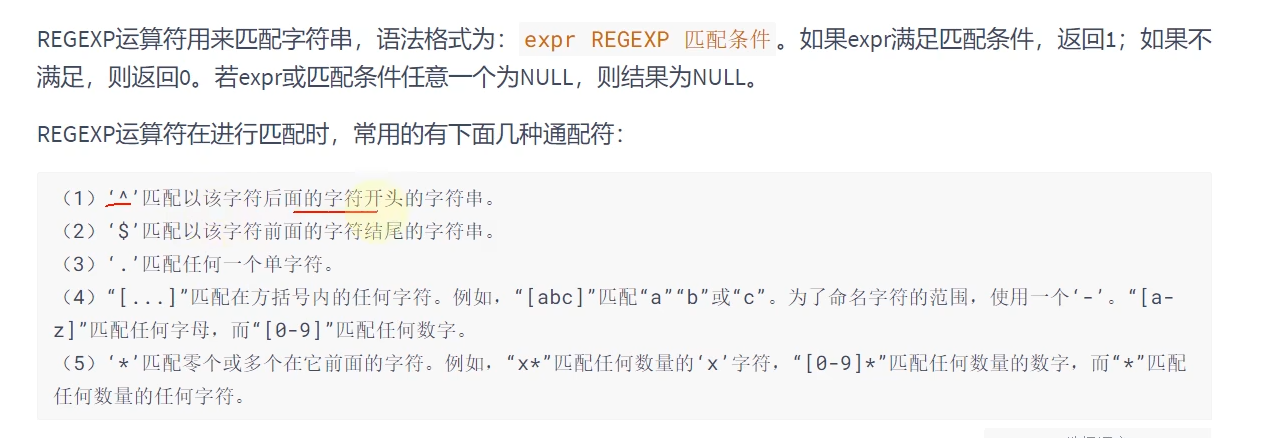 REGEXP运算符用来匹配字符串，语法格式为： expr REGEXP 匹配条件 。如果expr满足匹配条件，返回1；如果不
满足，则返回0。若expr或匹配条件任意一个为NULL，则结果为NULL。
REGEXP运算符在进行匹配时，常用的有下面几种通配符：
（1）‘^’匹配以该字符后面的字符开头的字符串。
（2）‘$’匹配以该字符前面的字符结尾的字符串。
（3）‘.’匹配任何一个单字符。
（4）“[...]”匹配在方括号内的任何字符。例如，“[abc]”匹配“a”“b”或“c”。为了命名字符的范围，使用一个‘-’。“[a-
z]”匹配任何字母，而“[0-9]”匹配任何数字。
（5）‘*’匹配零个或多个在它前面的字符。例如，“x*”匹配任何数量的‘x’字符，“[0-9]*”匹配任何数量的数字，而“*”匹配
任何数量的任何字符。